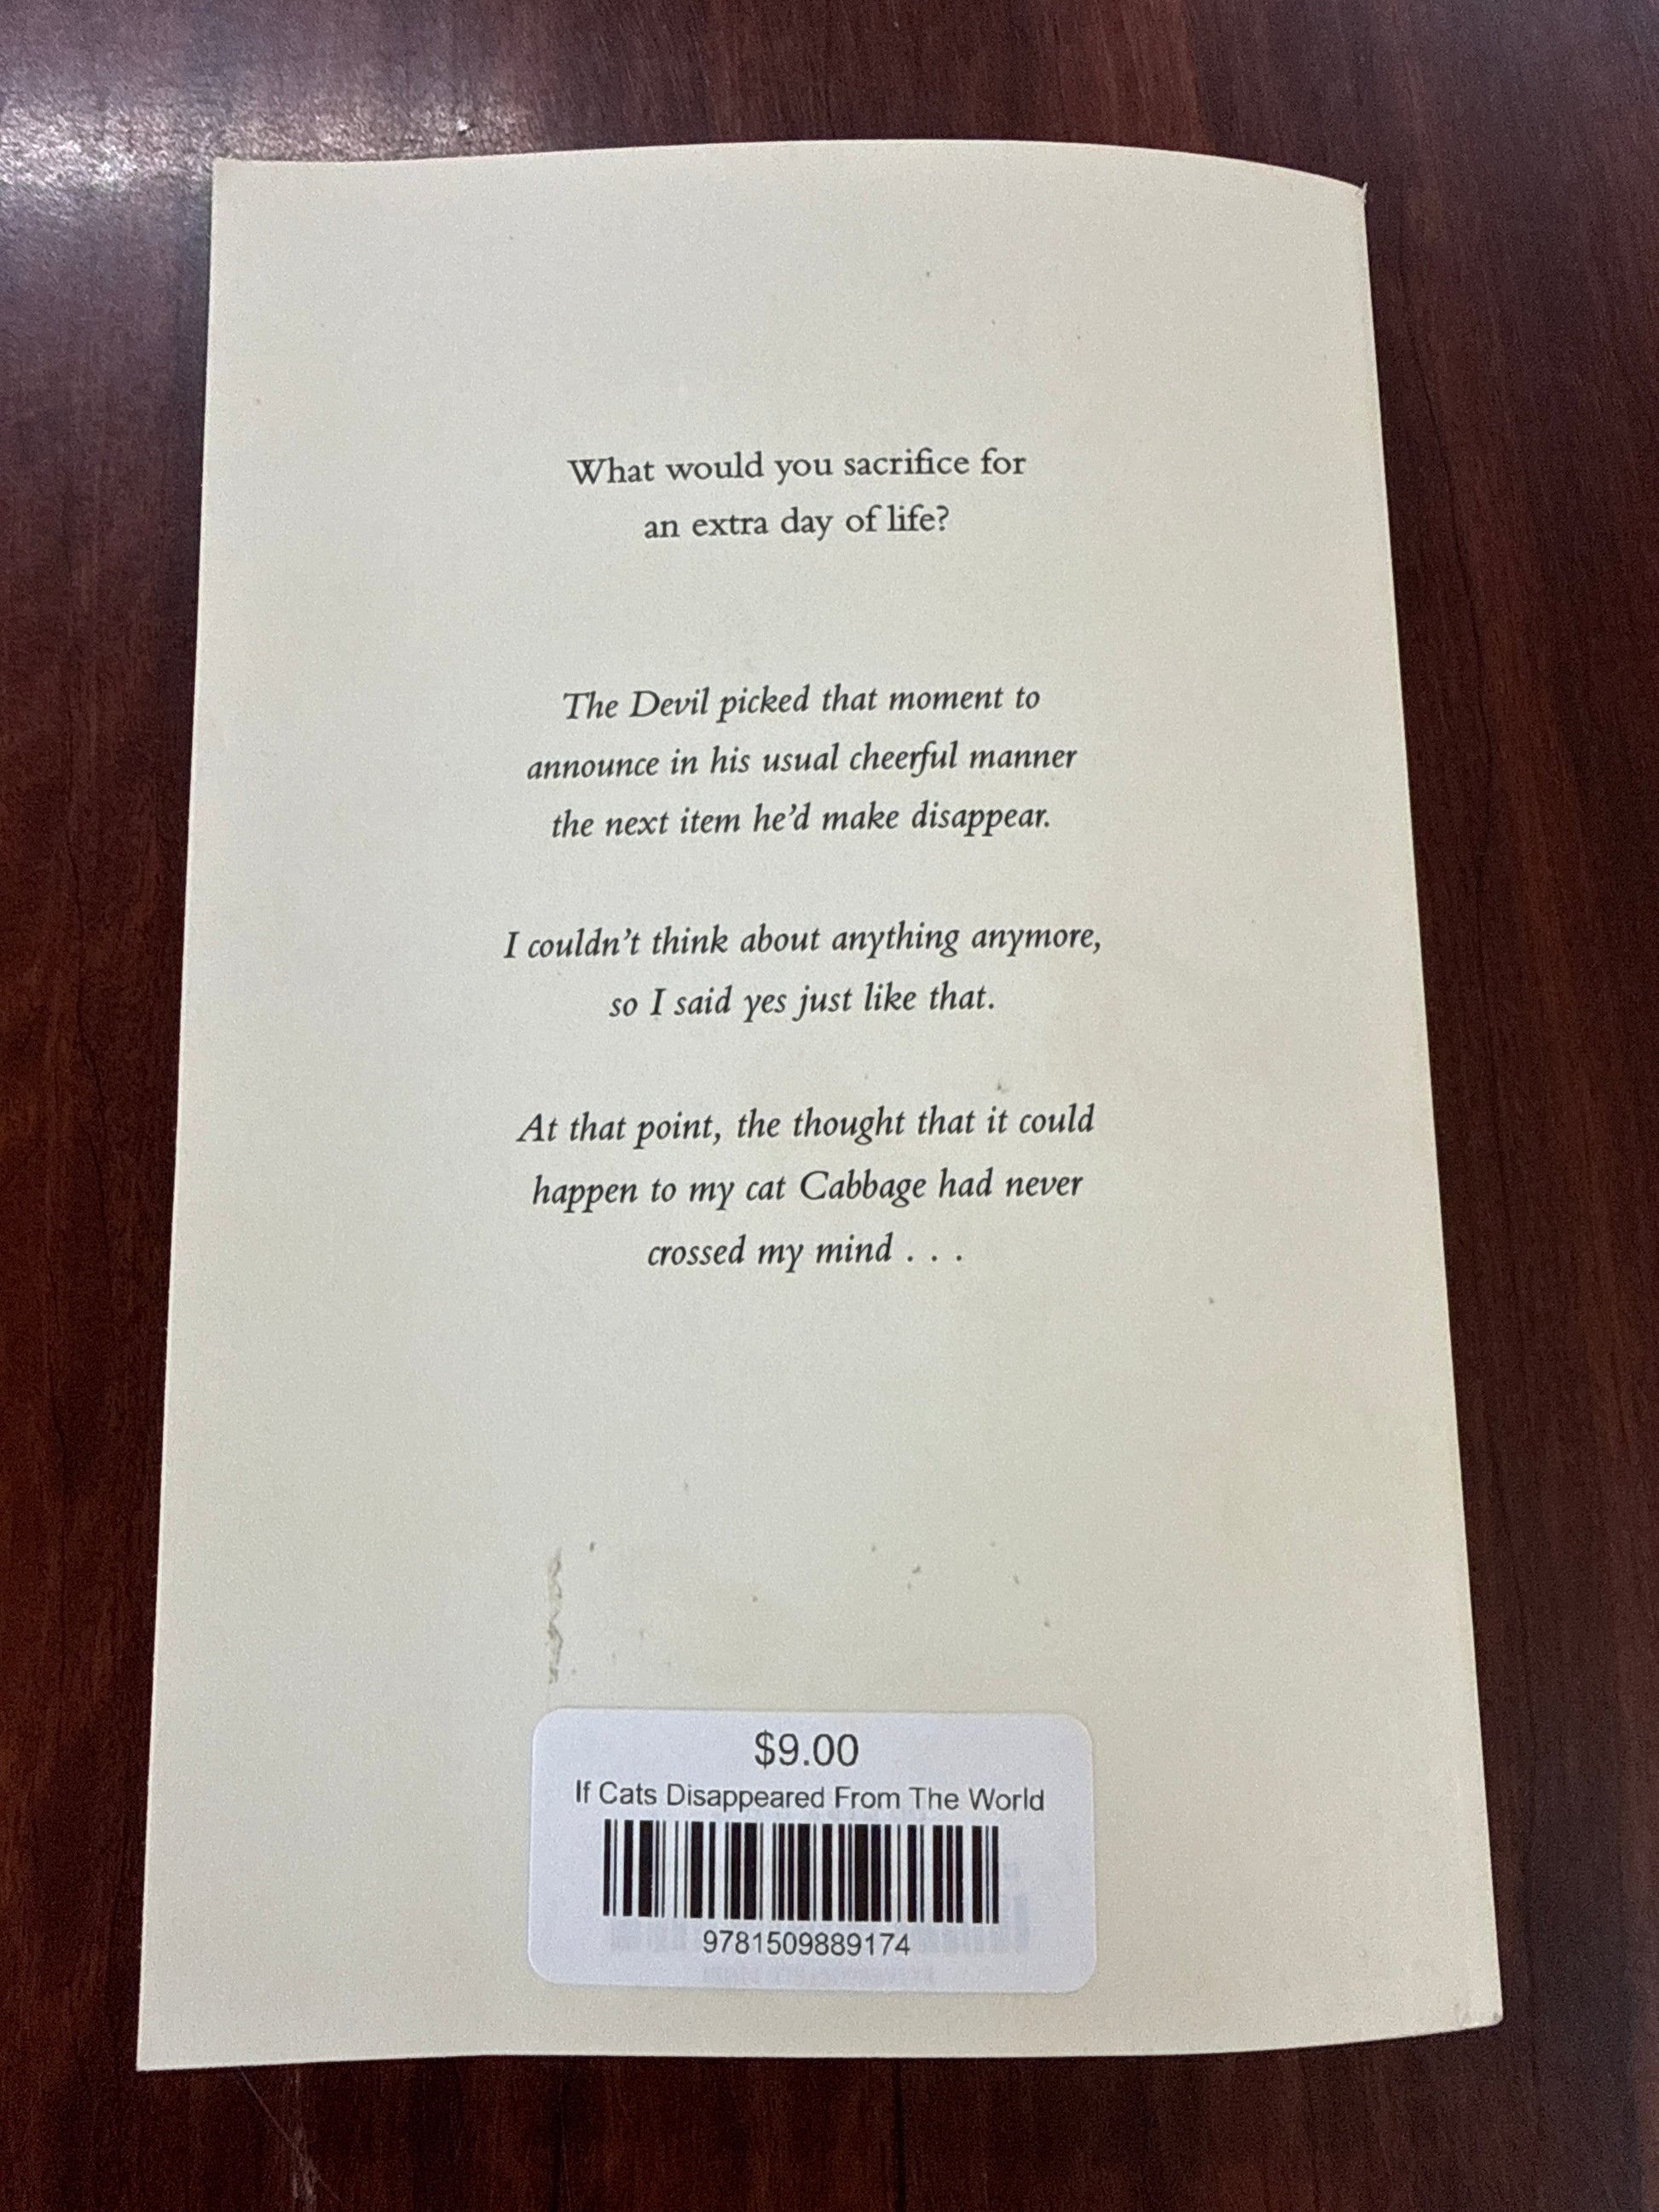 What would you sacrifice for
an extra day of life?
The Devil picked that moment to
announce in his usual cheerful manner
the next item he’d make disappear.
I couldn’t think about anything anymore,
so I said yes just like that.
At that point, the thought that it could
happen to my cat Cabbage had never
crossed my mind . . .
$9.00
If Cats Disappeared From The World
9781509889174